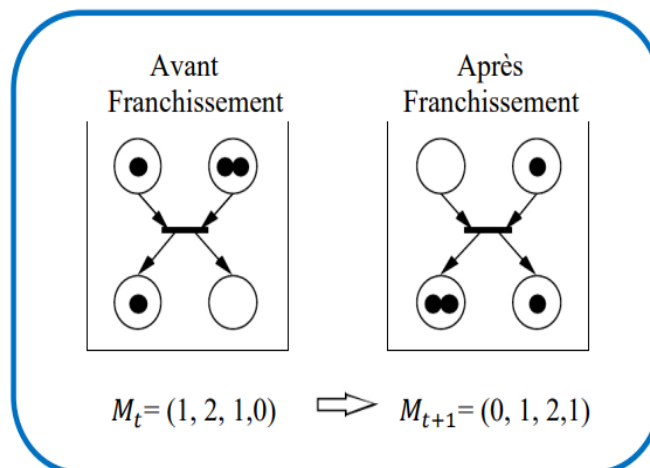 Avant
Franchissement
Après
Franchissement
M_t= (1, 2, 1,0) ⇨ M_{t+1} = (0, 1, 2,1)